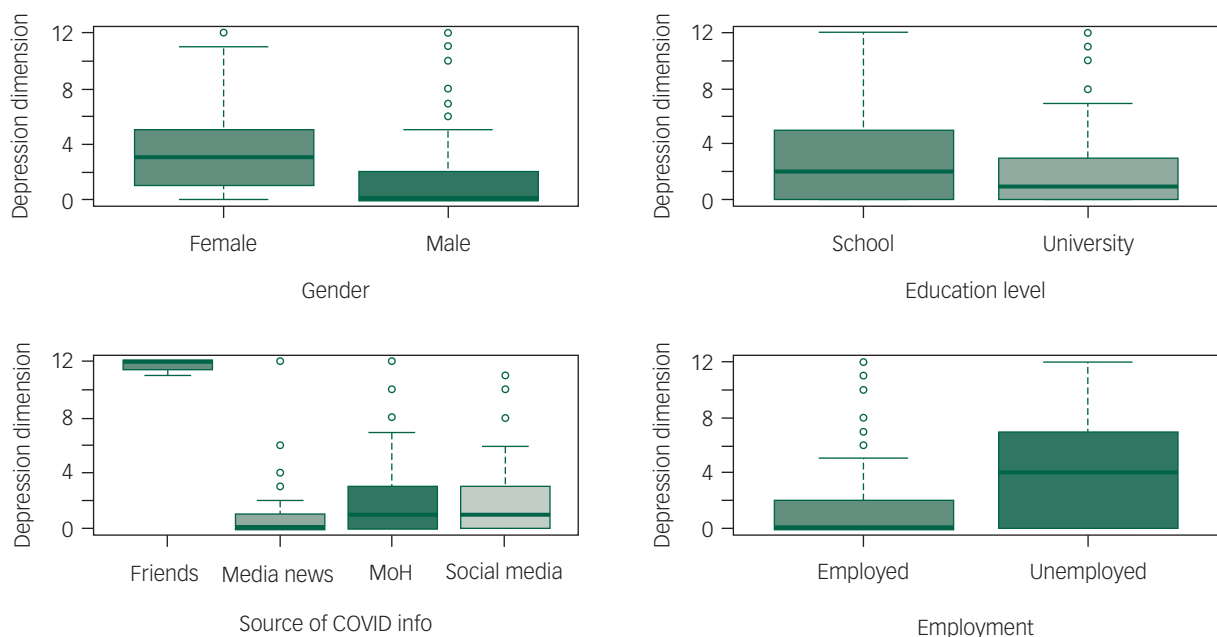 Depression dimension
12
8
4
0
Female Male
Gender
Depression dimension
12
8
4
0
School University
Education level
Depression dimension
12
8
4
0
Friends Media news MoH Social media
Source of COVID info
Depression dimension
12
8
4
0
Employed Unemployed
Employment